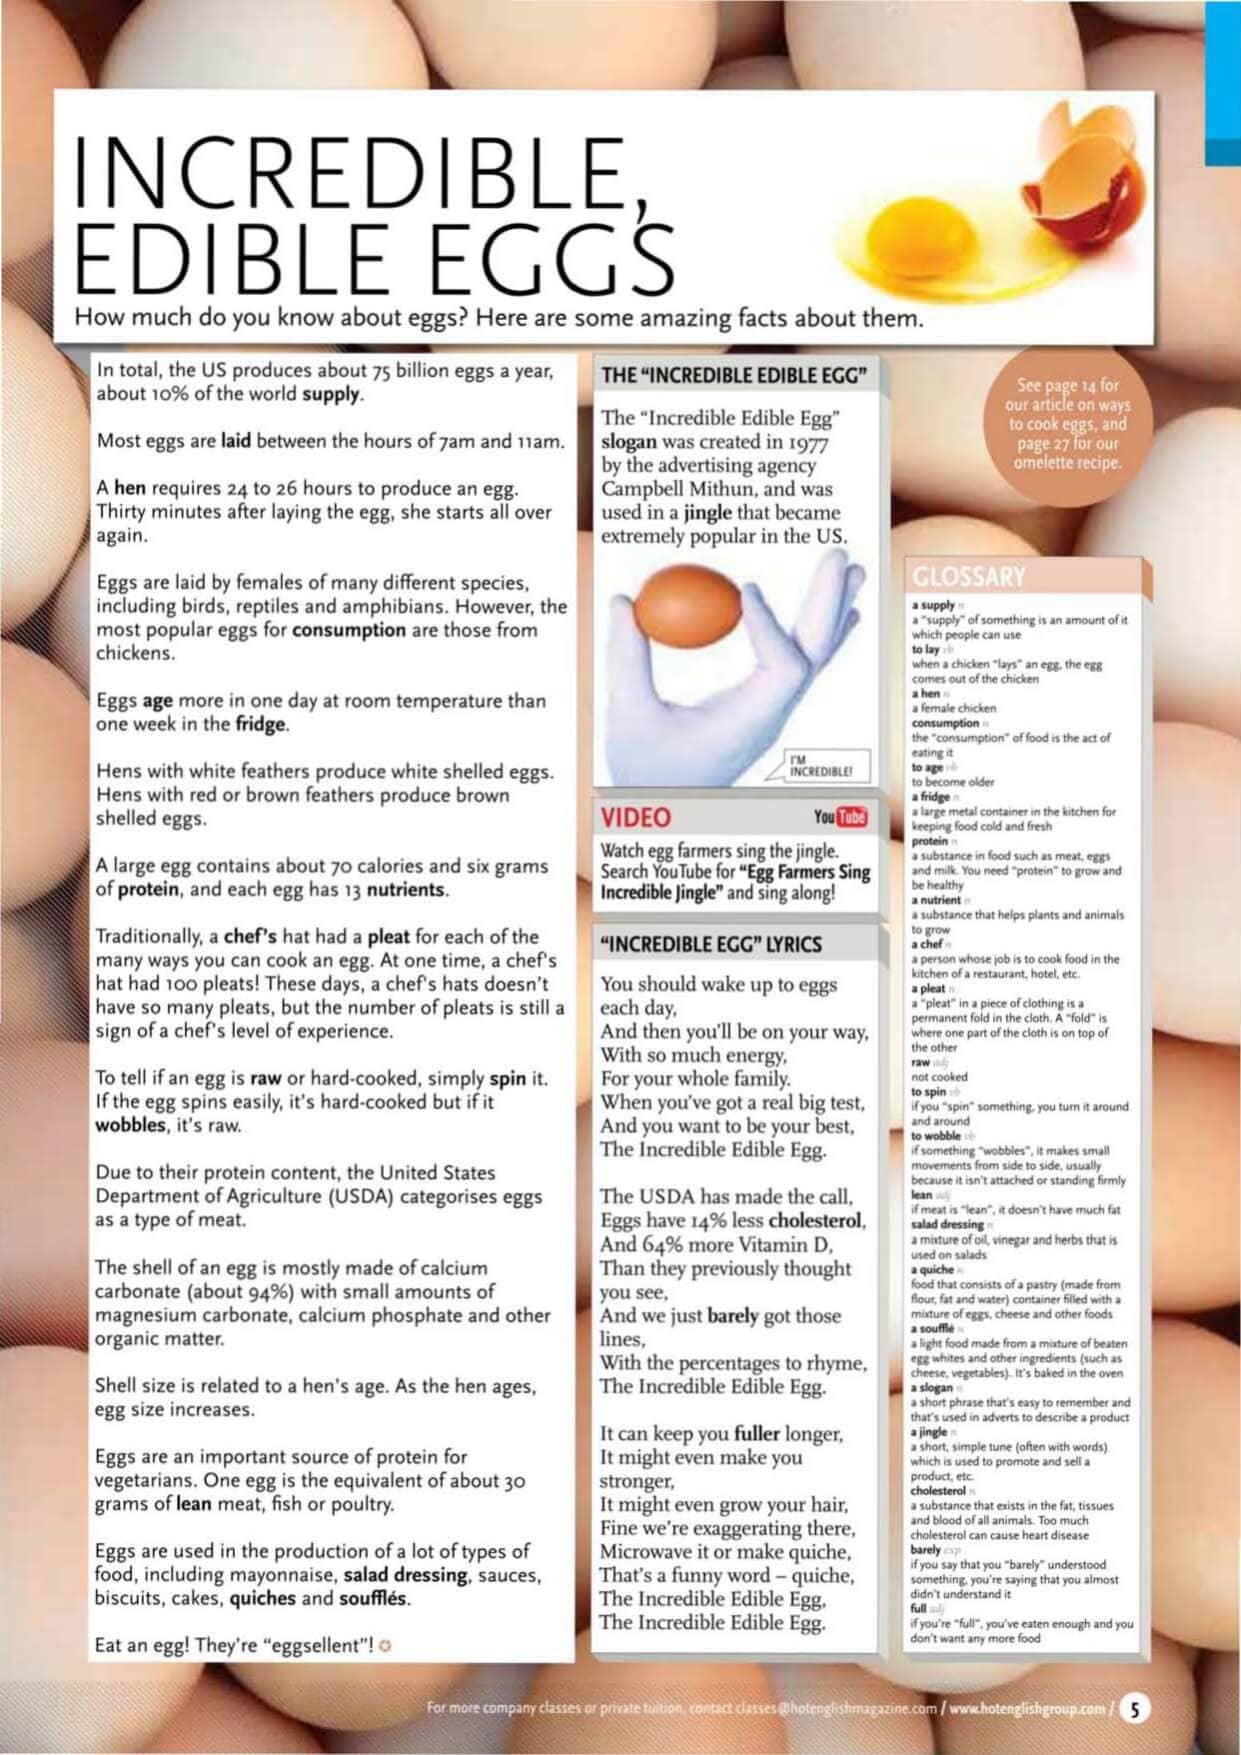 INCREDIBLE,
EDIBLE EGGS
How much do you know about eggs? Here are some amazing facts about them.
In total, the US produces about 75 billion eggs a year,
about 10% of the world supply.
Most eggs are laid between the hours of 7am and 11am.
A hen requires 24 to 26 hours to produce an egg.
Thirty minutes after laying the egg, she starts all over
again.
Eggs are laid by females of many different species,
including birds, reptiles and amphibians. However, the
most popular eggs for consumption are those from
chickens.
Eggs age more in one day at room temperature than
one week in the fridge.
Hens with white feathers produce white shelled eggs.
Hens with red or brown feathers produce brown
shelled eggs.
A large egg contains about 70 calories and six grams
of protein, and each egg has 13 nutrients.
Traditionally, a chef's hat had a pleat for each of the
many ways you can cook an egg. At one time, a chef's
hat had 100 pleats! These days, a chef's hats doesn't
have so many pleats, but the number of pleats is still a
sign of a chef's level of experience.
To tell if an egg is raw or hard-cooked, simply spin it.
If the egg spins easily, it's hard-cooked but if it
wobbles, it's raw.
Due to their protein content, the United States
Department of Agriculture (USDA) categorises eggs
as a type of meat.
The shell of an egg is mostly made of calcium
carbonate (about 94%) with small amounts of
magnesium carbonate, calcium phosphate and other
organic matter.
Shell size is related to a hen's age. As the hen ages,
egg size increases.
Eggs are an important source of protein for
vegetarians. One egg is the equivalent of about 30
grams of lean meat, fish or poultry.
Eggs are used in the production of a lot of types of
food, including mayonnaise, salad dressing, sauces,
biscuits, cakes, quiches and soufflés.
Eat an egg! They're "eggsellent"!
THE "INCREDIBLE EDIBLE EGG"
The "Incredible Edible Egg"
slogan was created in 1977
by the advertising agency
Campbell Mithun, and was
used in a jingle that became
extremely popular in the US.
I'M
INCREDIBLE!
VIDEO
YouTube
Watch egg farmers sing the jingle.
Search YouTube for "Egg Farmers Sing
Incredible Jingle" and sing along!
"INCREDIBLE EGG" LYRICS
You should wake up to eggs
each day,
And then you'll be on your way,
With so much energy,
For your whole family.
When you've got a real big test,
And you want to be your best,
The Incredible Edible Egg.
The USDA has made the call,
Eggs have 14% less cholesterol,
And 64% more Vitamin D,
Than they previously thought
you see,
And we just barely got those
lines,
With the percentages to rhyme,
The Incredible Edible Egg.
It can keep you fuller longer,
It might even make you
stronger,
It might even grow your hair,
Fine we're exaggerating there,
Microwave it or make quiche,
That's a funny word – quiche,
The Incredible Edible Egg,
The Incredible Edible Egg.
See page 14 for
our article on ways
to cook eggs, and
page 27 for our
omelette recipe.
GLOSSARY
a supply n
a "supply" of something is an amount of it
which people can use
to lay vb
when a chicken "lays" an egg, the egg
comes out of the chicken
a hen n
a female chicken
consumption n
the "consumption" of food is the act of
eating it
to age vb
to become older
a fridge n
a large metal container in the kitchen for
keeping food cold and fresh
protein n
a substance in food such as meat, eggs
and milk. You need "protein" to grow and
be healthy
a nutrient n
a substance that helps plants and animals
to grow
a chef n
a person whose job is to cook food in the
kitchen of a restaurant, hotel, etc.
a pleat n
a "pleat" in a piece of clothing is a
permanent fold in the cloth. A "fold" is
where one part of the cloth is on top of
the other
raw adj
not cooked
to spin vb
if you "spin" something, you turn it around
and around
to wobble vb
if something "wobbles", it makes small
movements from side to side, usually
because it isn't attached or standing firmly
lean adj
if meat is "lean", it doesn't have much fat
salad dressing n
a mixture of oil, vinegar and herbs that is
used on salads
a quiche n
food that consists of a pastry (made from
flour, fat and water) container filled with a
mixture of eggs, cheese and other foods
a soufflé n
a light food made from a mixture of beaten
egg whites and other ingredients (such as
cheese, vegetables). It's baked in the oven
a slogan n
a short phrase that's easy to remember and
that's used in adverts to describe a product
a jingle n
a short, simple tune (often with words)
which is used to promote and sell a
product, etc.
cholesterol n
a substance that exists in the fat, tissues
and blood of all animals. Too much
cholesterol can cause heart disease
barely exp
if you say that you "barely" understood
something, you're saying that you almost
didn't understand it
full adj
if you're "full", you've eaten enough and you
don't want any more food
For more company classes or private tuition, contact classes@hotenglishmagazine.com / www.hotenglishgroup.com / 5